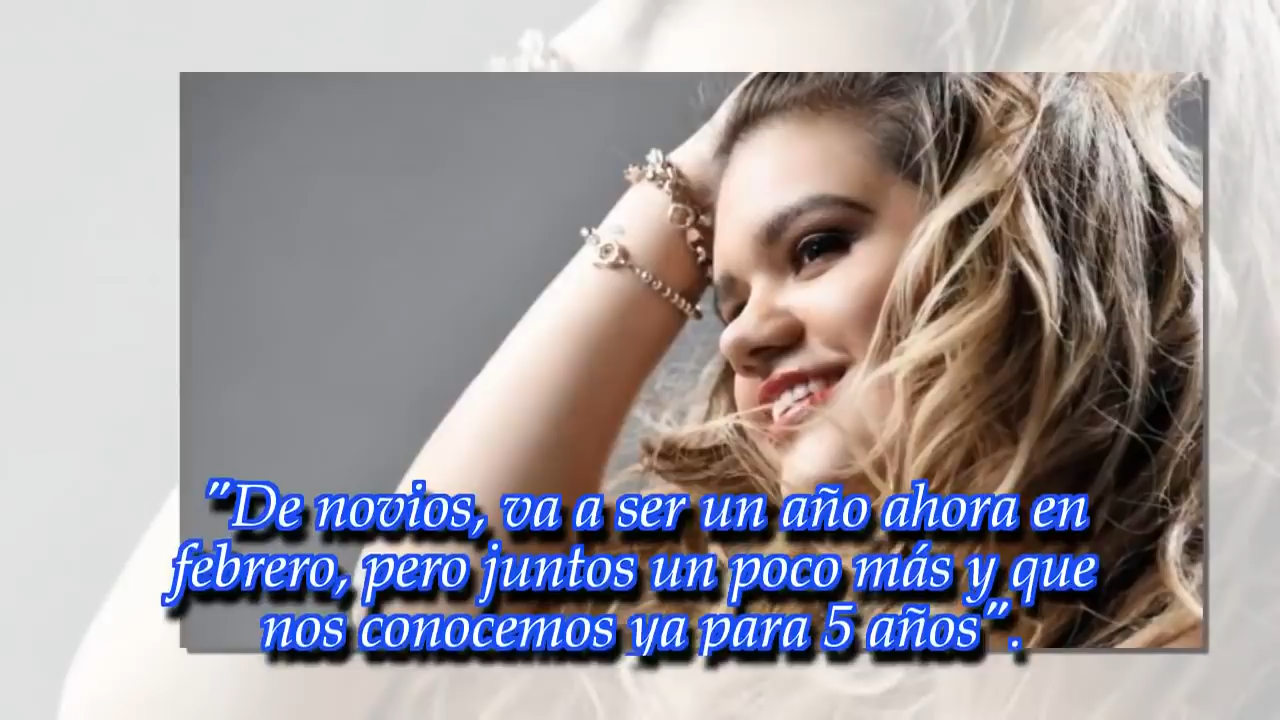 "De novios, va a ser un año ahora en
febrero, pero juntos un poco más y que
nos conocemos ya para 5 años".